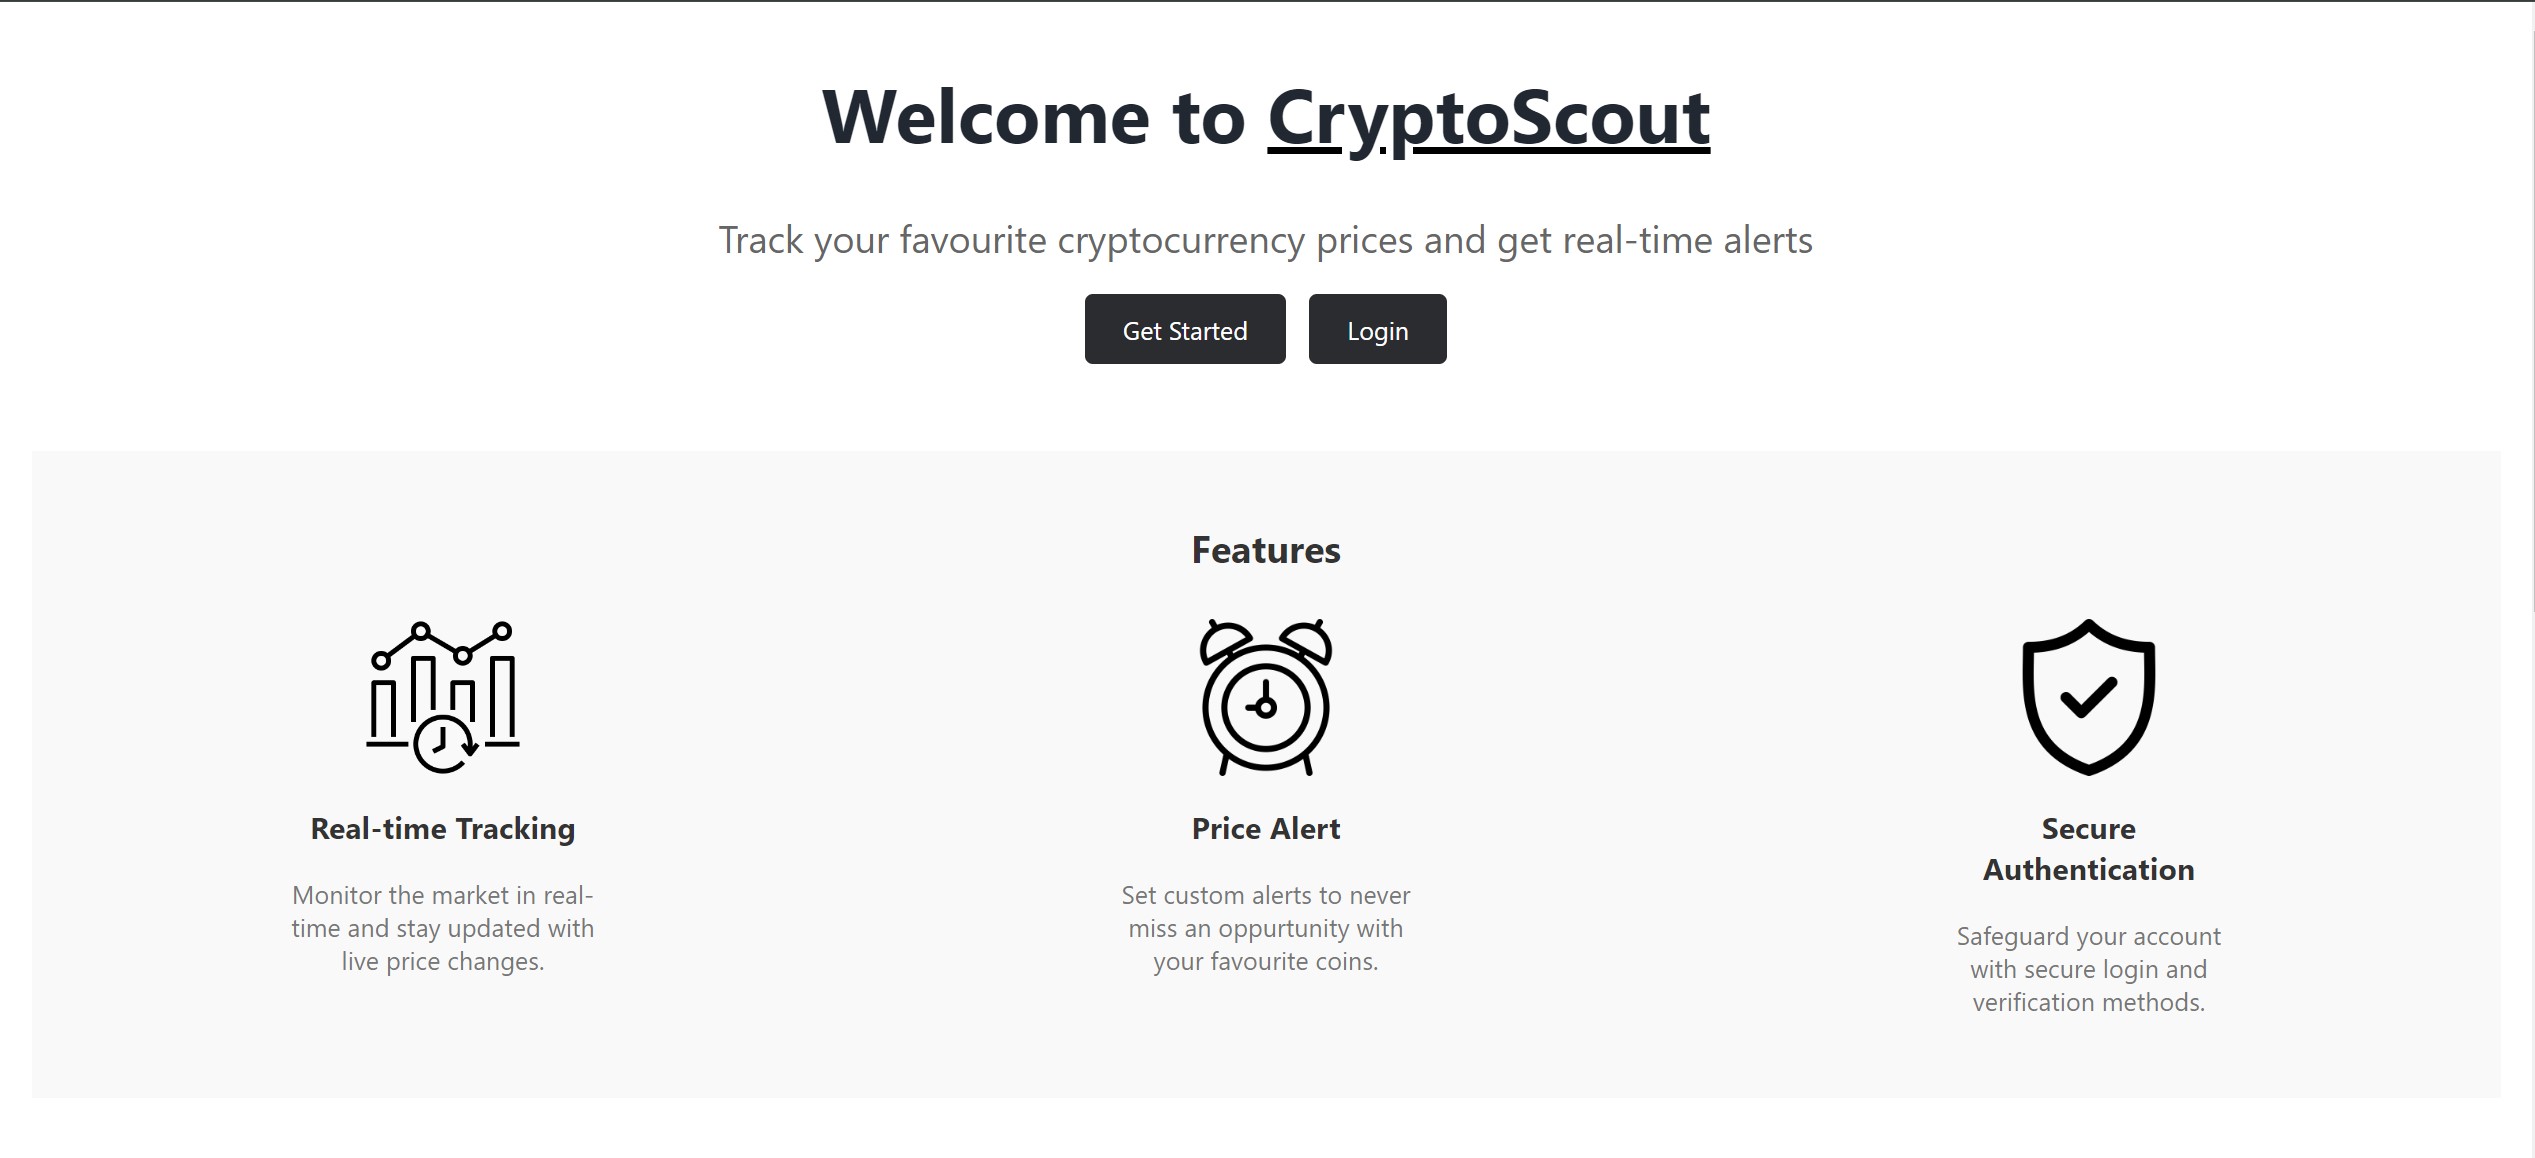 Welcome to CryptoScout
Track your favourite cryptocurrency prices and get real-time alerts
Get Started
Login
Features
Real-time Tracking
Monitor the market in real-
time and stay updated with
live price changes.
Price Alert
Set custom alerts to never
miss an oppurtunity with
your favourite coins.
Secure
Authentication
Safeguard your account
with secure login and
verification methods.